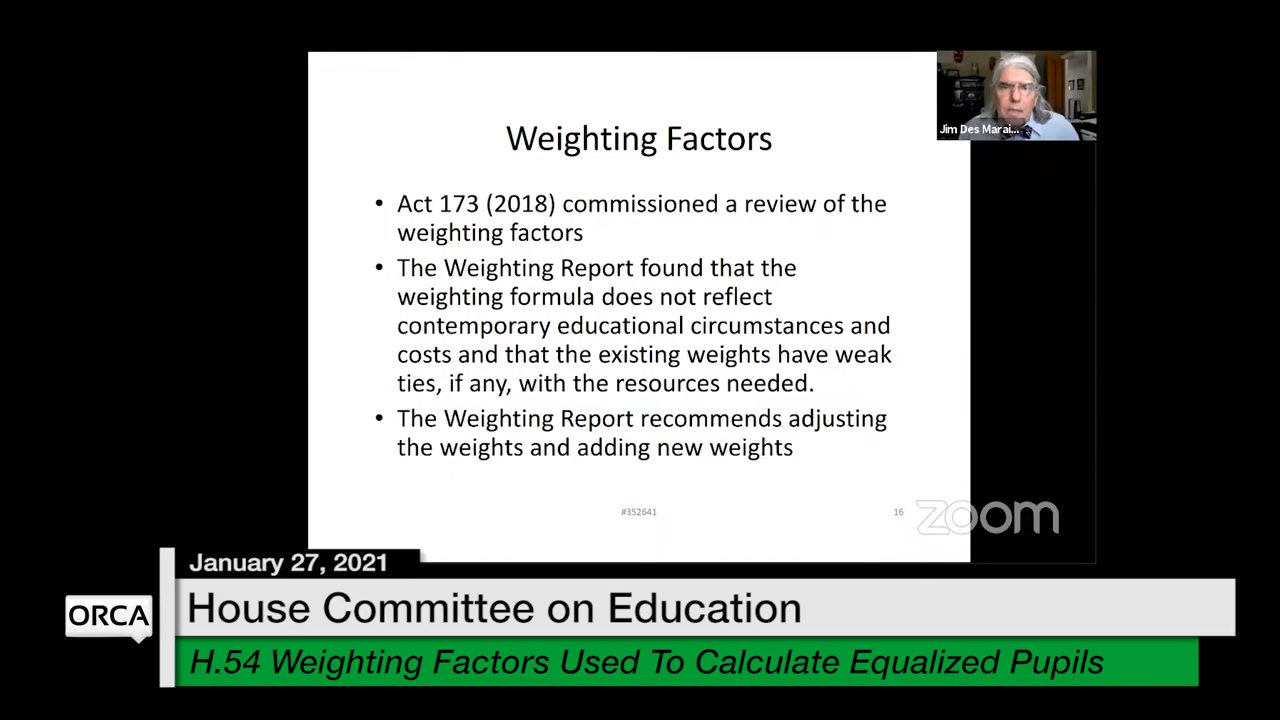 Weighting Factors
• Act 173 (2018) commissioned a review of the
weighting factors
• The Weighting Report found that the
weighting formula does not reflect
contemporary educational circumstances and
costs and that the existing weights have weak
ties, if any, with the resources needed.
• The Weighting Report recommends adjusting
the weights and adding new weights
#352641
16
Jim Des Marai...
zoom
January 27, 2021
ORCA
House Committee on Education
H.54 Weighting Factors Used To Calculate Equalized Pupils